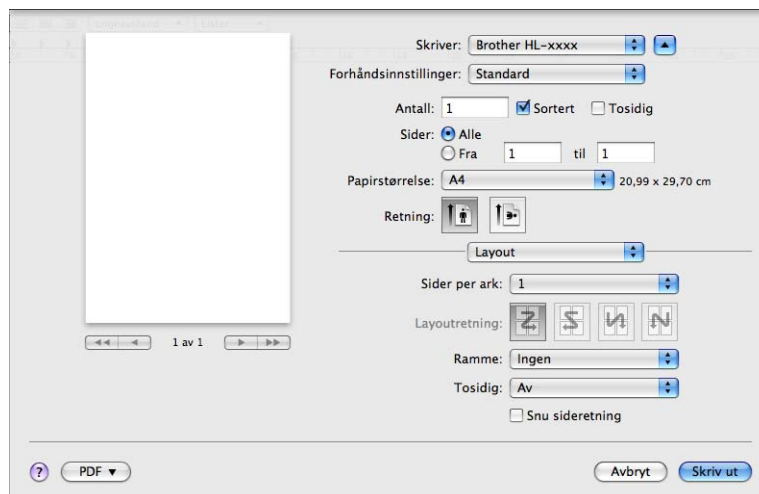 Skriver: Brother HL-xxxx
Forhåndsinnstillinger: Standard
Antall: 1 Sortert Tosidig
Sider: Alle
Fra 1 til 1
Papirstørrelse: A4 20,99 x 29,70 cm
Retning:
Layout
Sider per ark: 1
Layoutretning:
1 av 1
Ramme: Ingen
Tosidig: Av
Snu sideretning
? PDF Avbryt Skriv ut